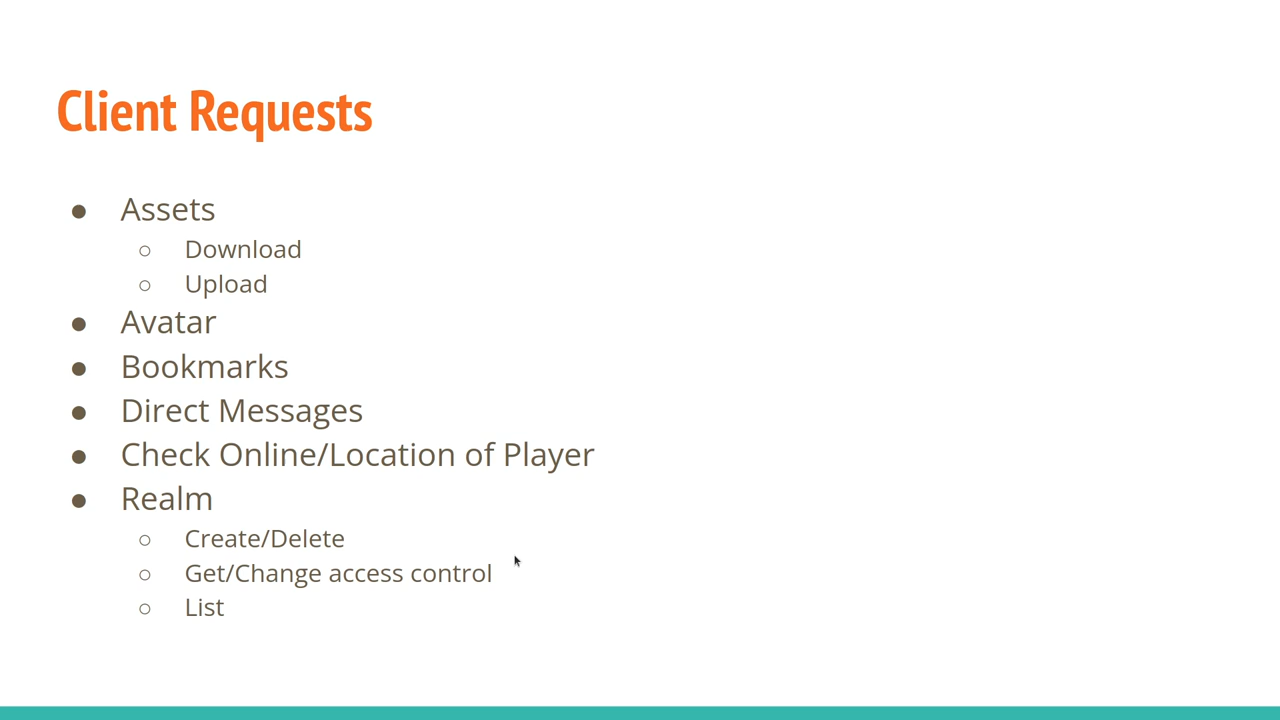 Client Requests
● Assets
○ Download
○ Upload
● Avatar
● Bookmarks
● Direct Messages
● Check Online/Location of Player
● Realm
○ Create/Delete
○ Get/Change access control
○ List